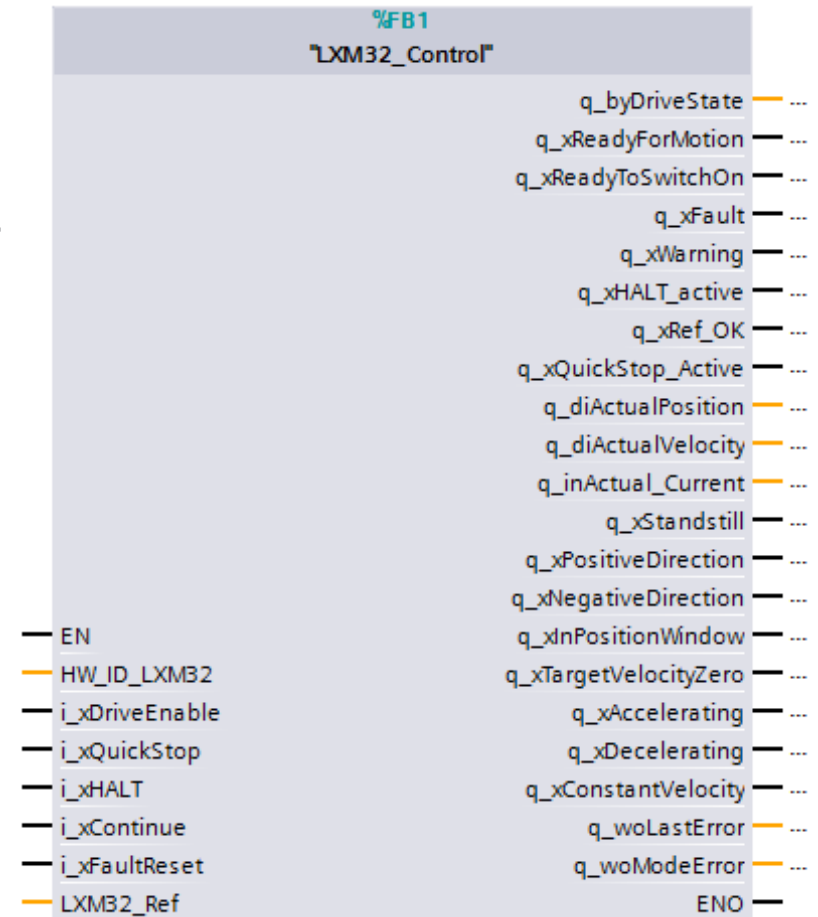 %FB1
"LXM32_Control"
q_byDriveState ...
q_xReadyForMotion ...
q_xReadyToSwitchOn ...
q_xFault ...
q_xWarning ...
q_xHALT_active ...
q_xRef_OK ...
q_xQuickStop_Active ...
q_diActualPosition ...
q_diActualVelocity ...
q_inActual_Current ...
q_xStandstill ...
q_xPositiveDirection ...
q_xNegativeDirection ...
EN q_xInPositionWindow ...
HW_ID_LXM32 q_xTargetVelocityZero ...
i_xDriveEnable q_xAccelerating ...
i_xQuickStop q_xDecelerating ...
i_xHALT q_xConstantVelocity ...
i_xContinue q_woLastError ...
i_xFaultReset q_woModeError ...
LXM32_Ref ENO